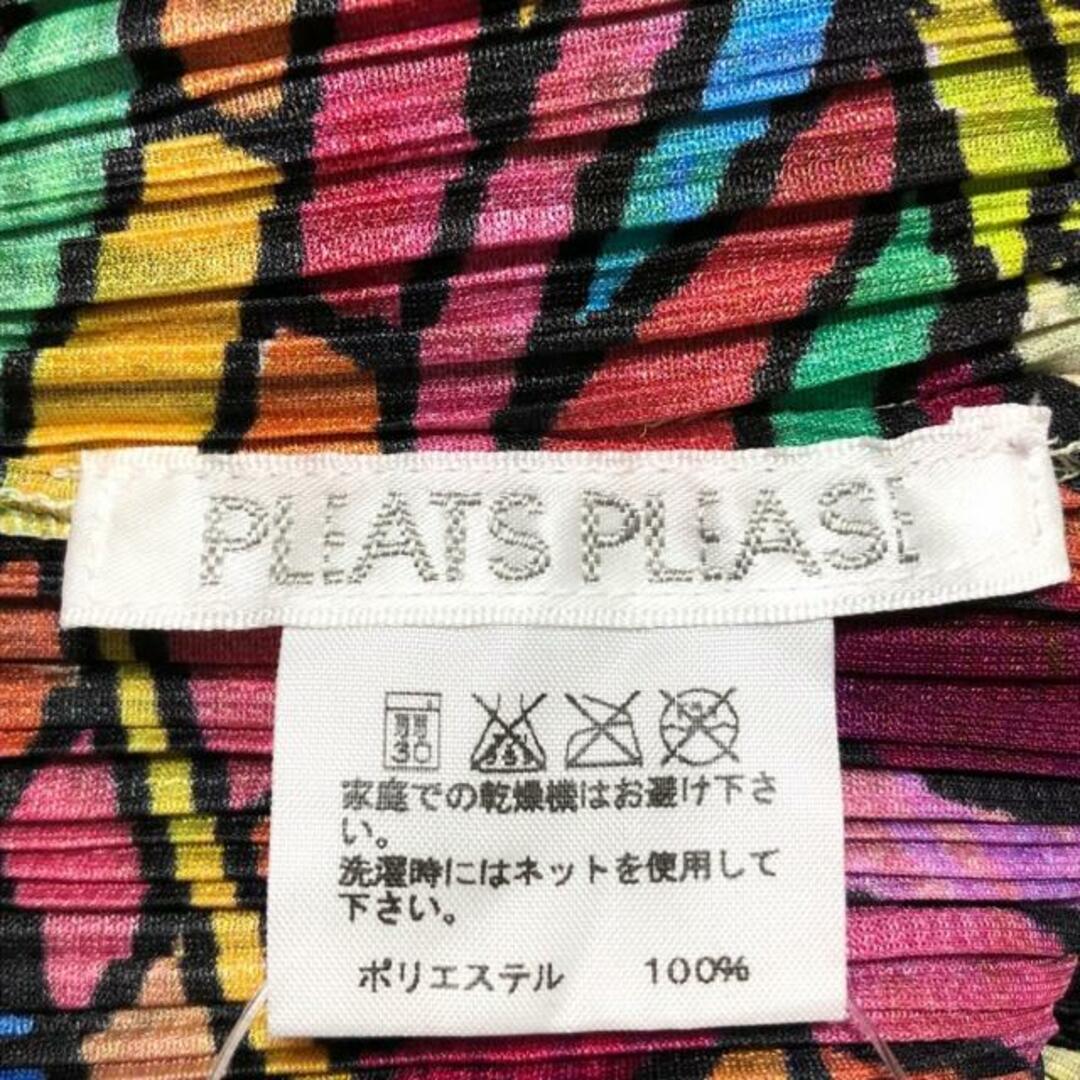 PLEATS PLEASE
30
家庭での乾燥機はお避け下さ
い。
洗濯時にはネットを使用して
下さい。
ポリエステル 100%